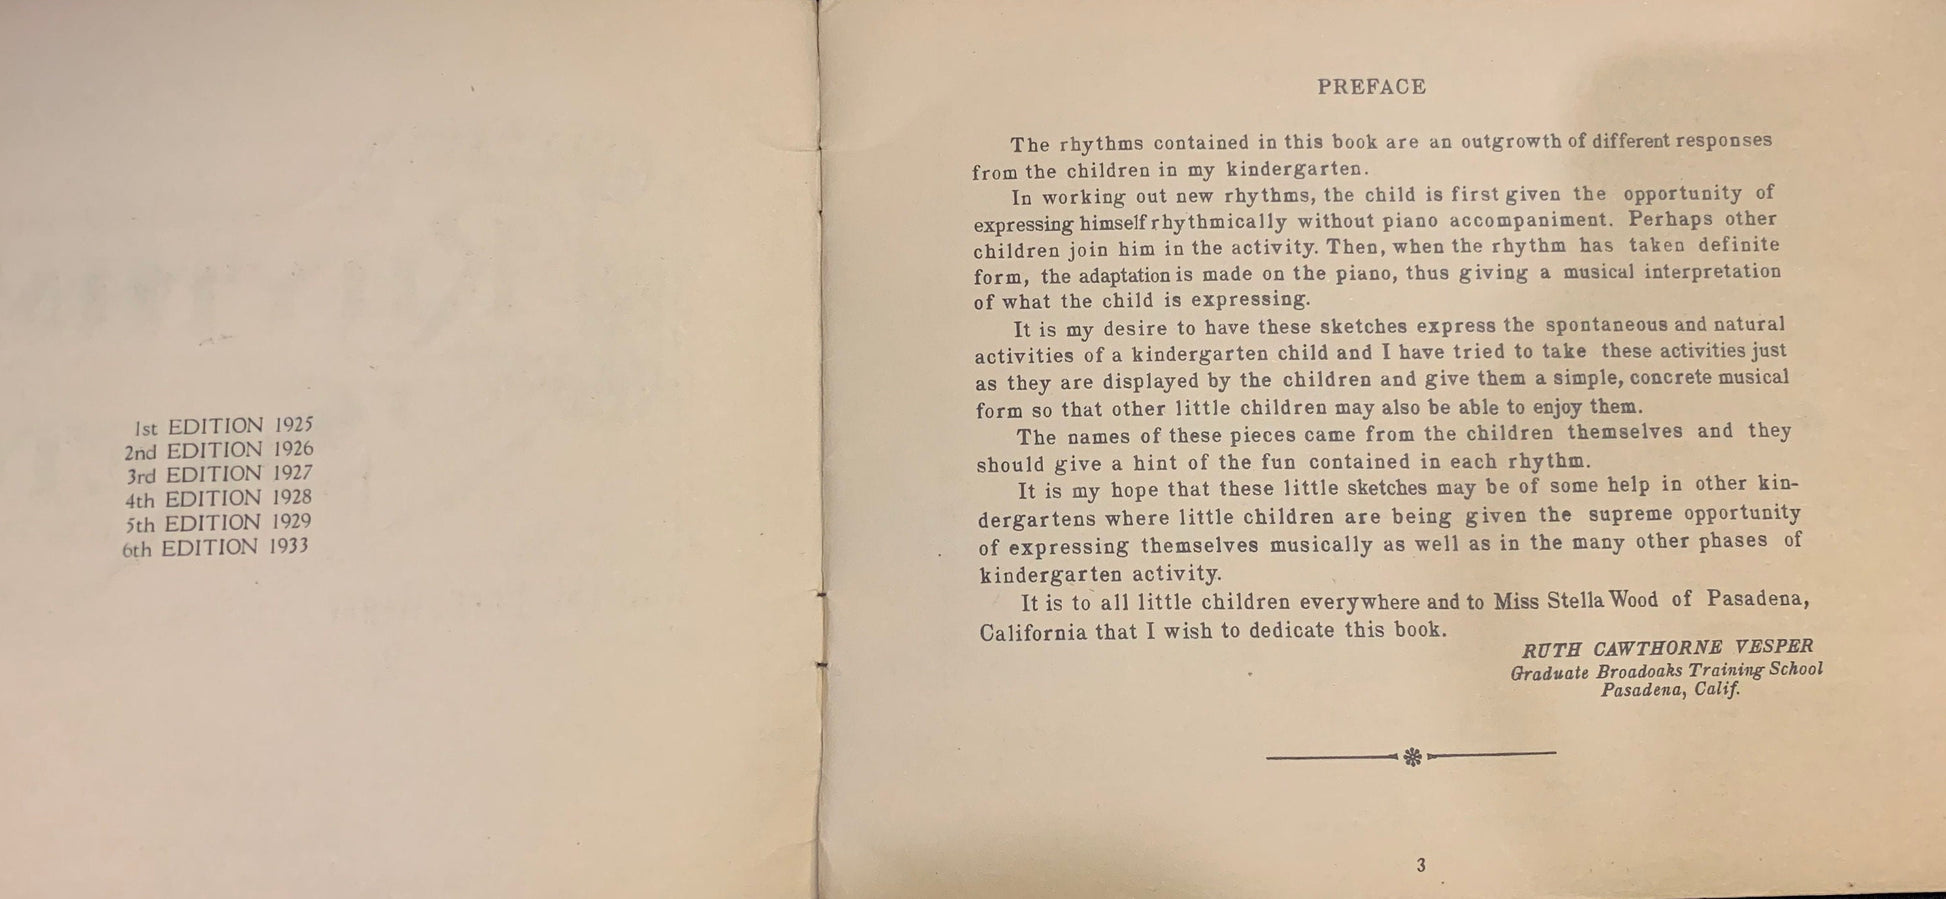 1st EDITION 1925
2nd EDITION 1926
3rd EDITION 1927
4th EDITION 1928
5th EDITION 1929
6th EDITION 1933
PREFACE
The rhythms contained in this book are an outgrowth of different responses
from the children in my kindergarten.
In working out new rhythms, the child is first given the opportunity of
expressing himself rhythmically without piano accompaniment. Perhaps other
children join him in the activity. Then, when the rhythm has taken definite
form, the adaptation is made on the piano, thus giving a musical interpretation
of what the child is expressing.
It is my desire to have these sketches express the spontaneous and natural
activities of a kindergarten child and I have tried to take these activities just
as they are displayed by the children and give them a simple, concrete musical
form so that other little children may also be able to enjoy them.
The names of these pieces came from the children themselves and they
should give a hint of the fun contained in each rhythm.
It is my hope that these little sketches may be of some help in other kin-
dergartens where little children are being given the supreme opportunity
of expressing themselves musically as well as in the many other phases of
kindergarten activity.
It is to all little children everywhere and to Miss Stella Wood of Pasadena,
California that I wish to dedicate this book.
RUTH CAWTHORNE VESPER
Graduate Broadoaks Training School
Pasadena, Calif.
3